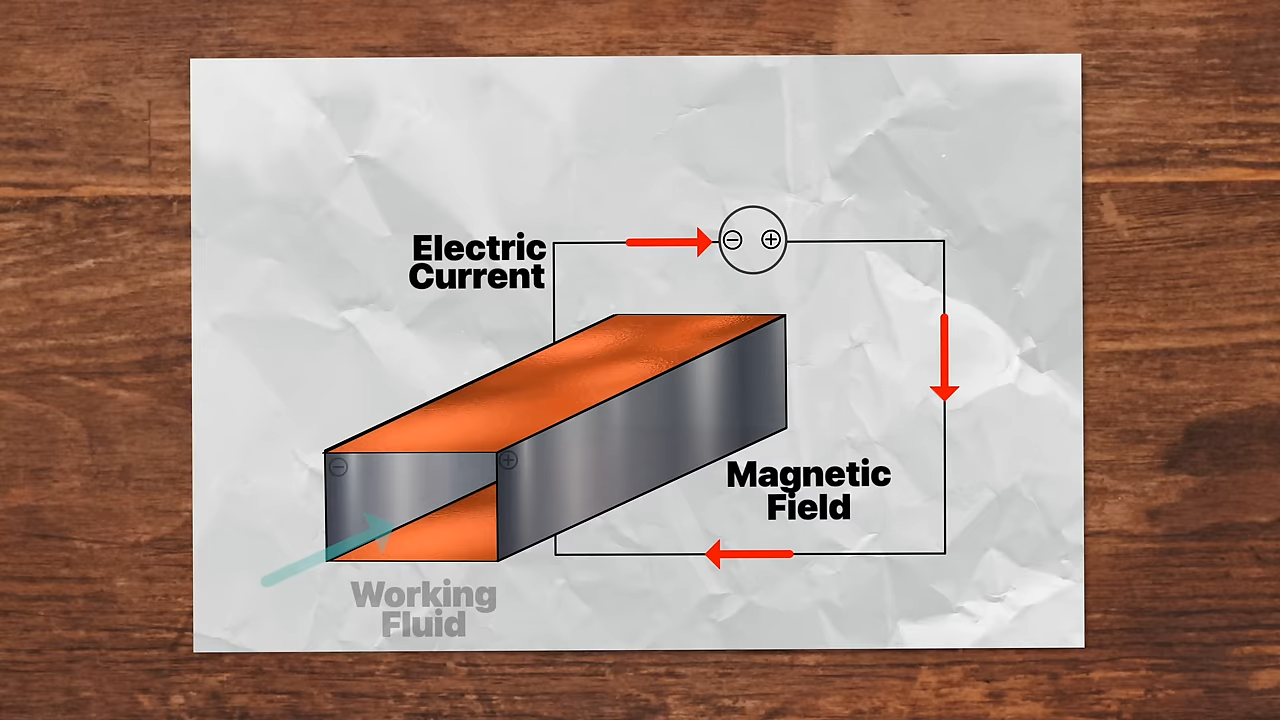 Electric
Current
⊖ ⊕
⊖ ⊕
Magnetic
Field
Working
Fluid